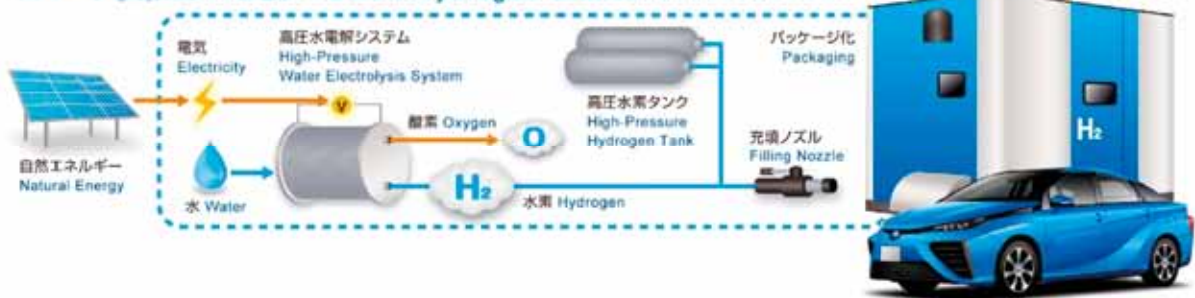 電気
Electricity
高圧水電解システム
High-Pressure
Water Electrolysis System
パッケージ化
Packaging
V
高圧水素タンク
High-Pressure
Hydrogen Tank
酸素 Oxygen
O
H₂
充填ノズル
Filling Nozzle
自然エネルギー
Natural Energy
水 Water
H₂
水素 Hydrogen